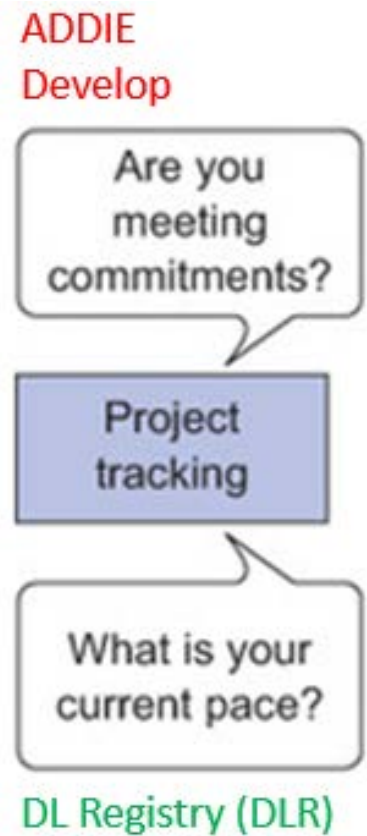 ADDIE
Develop
Are you
meeting
commitments?
Project
tracking
What is your
current pace?
DL Registry (DLR)